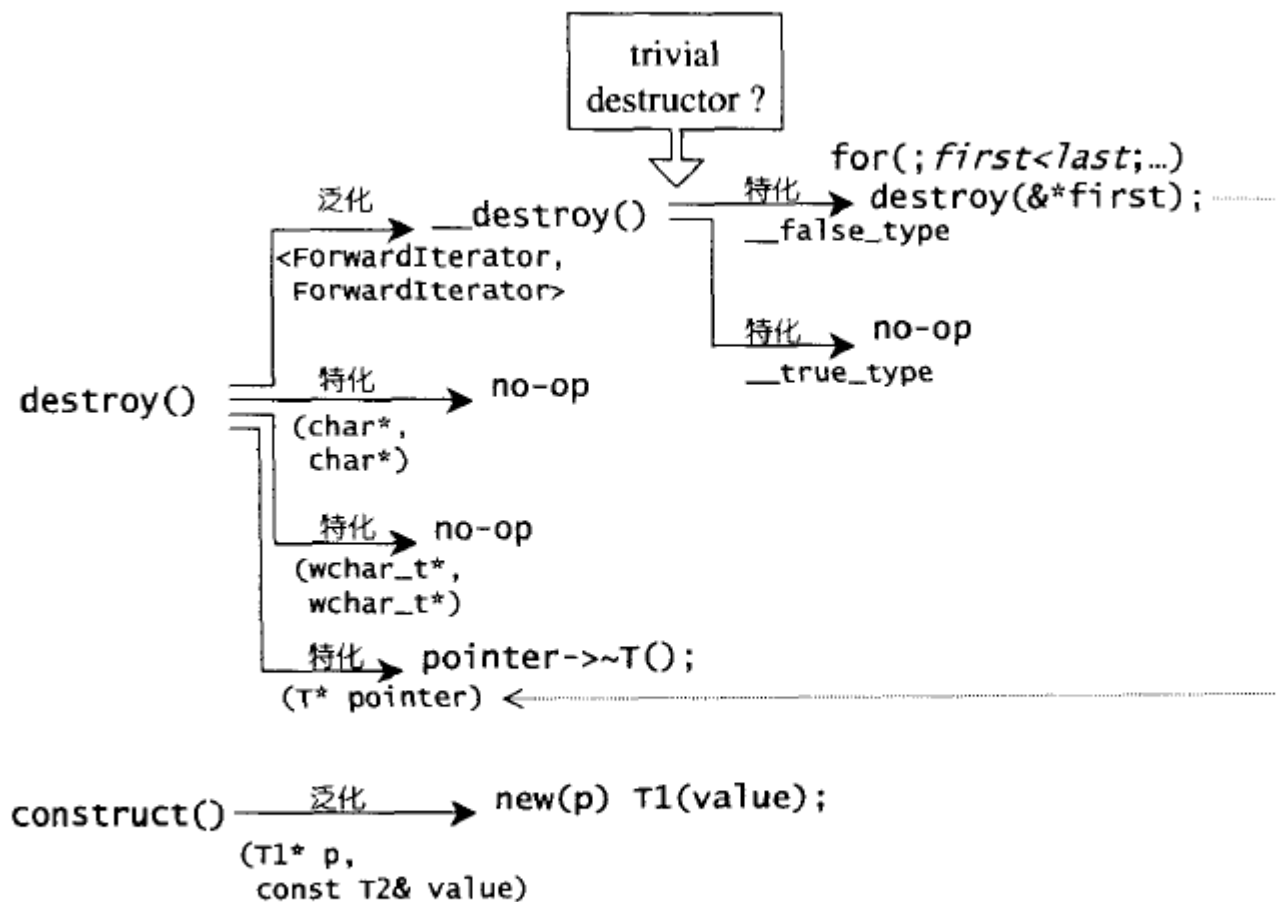 trivial
destructor ?
for(;first<last;…)
泛化
__destroy()
特化
destroy(&*first);
<ForwardIterator,
ForwardIterator>
__false_type
特化
no-op
__true_type
destroy()
特化
no-op
(char*,
char*)
特化
no-op
(wchar_t*,
wchar_t*)
特化
pointer->~T();
(T* pointer)
construct()
泛化
new(p) T1(value);
(T1* p,
const T2& value)